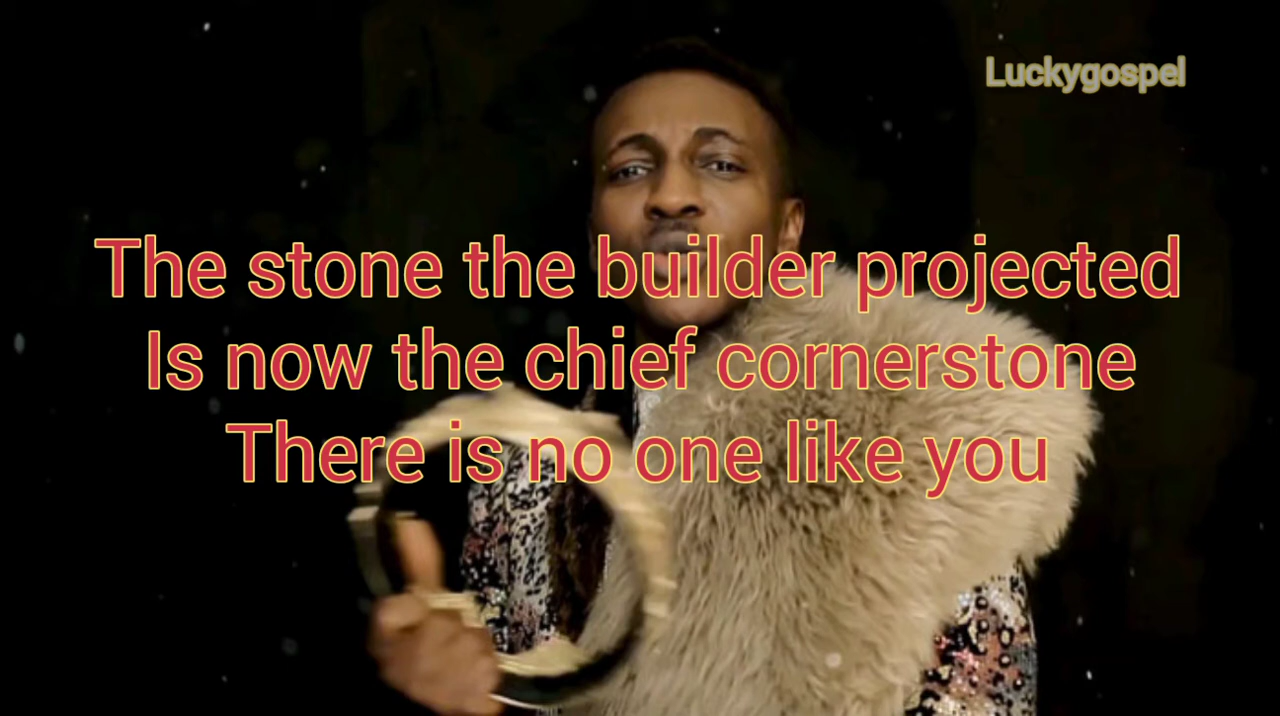 Luckygospel
The stone the builder projected
Is now the chief cornerstone
There is no one like you